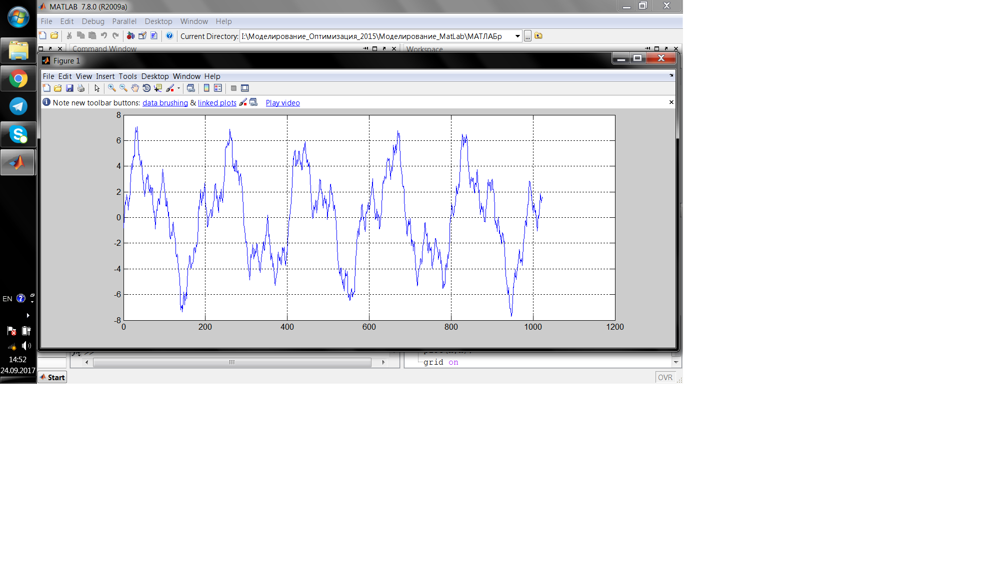 MATLAB 7.8.0 (R2009a)
File Edit Debug Parallel Desktop Window Help
Current Directory: I:\Моделирование_Оптимизация_2015\Моделирование_MatLab\МАТЛАБр
Command Window
Workspace
Figure 1
File Edit View Insert Tools Desktop Window Help
Note new toolbar buttons: data brushing & linked plots Play video
8
6
4
2
0
-2
-4
-6
-8
0 200 400 600 800 1000 1200
grid on
Start
OVR
EN
14:52
24.09.2017